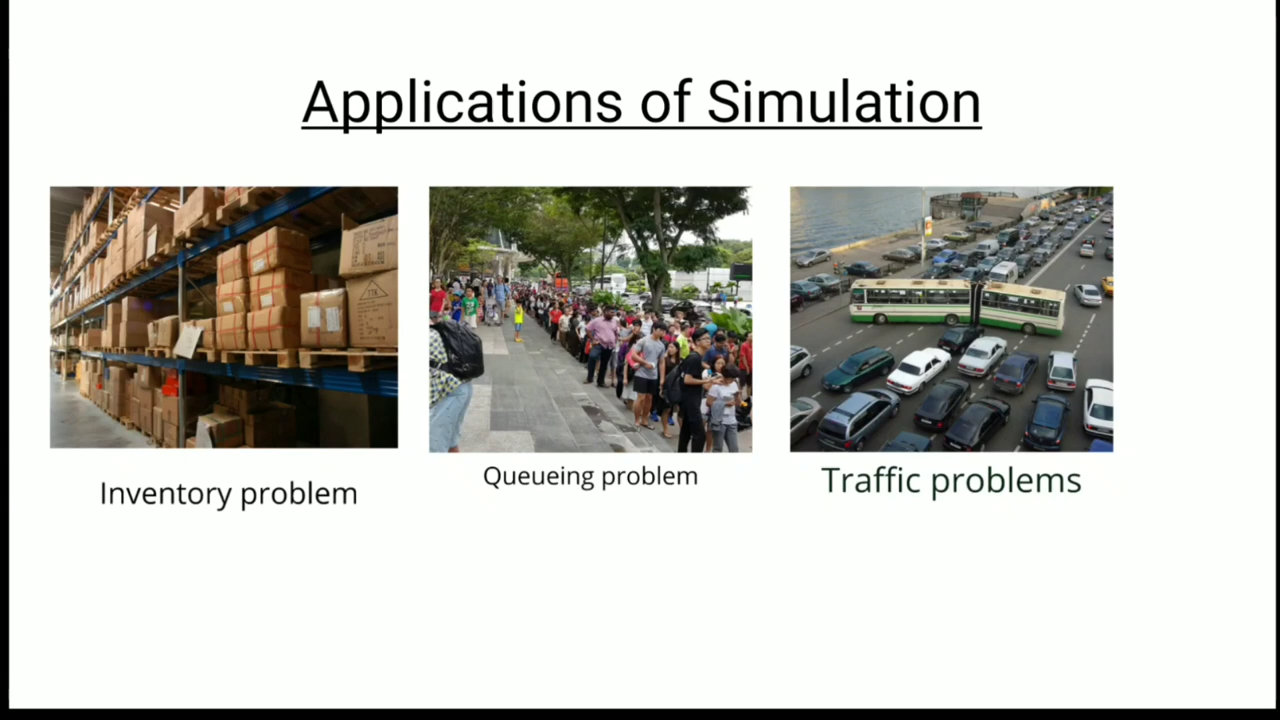 Applications of Simulation
Inventory problem
Queueing problem
Traffic problems